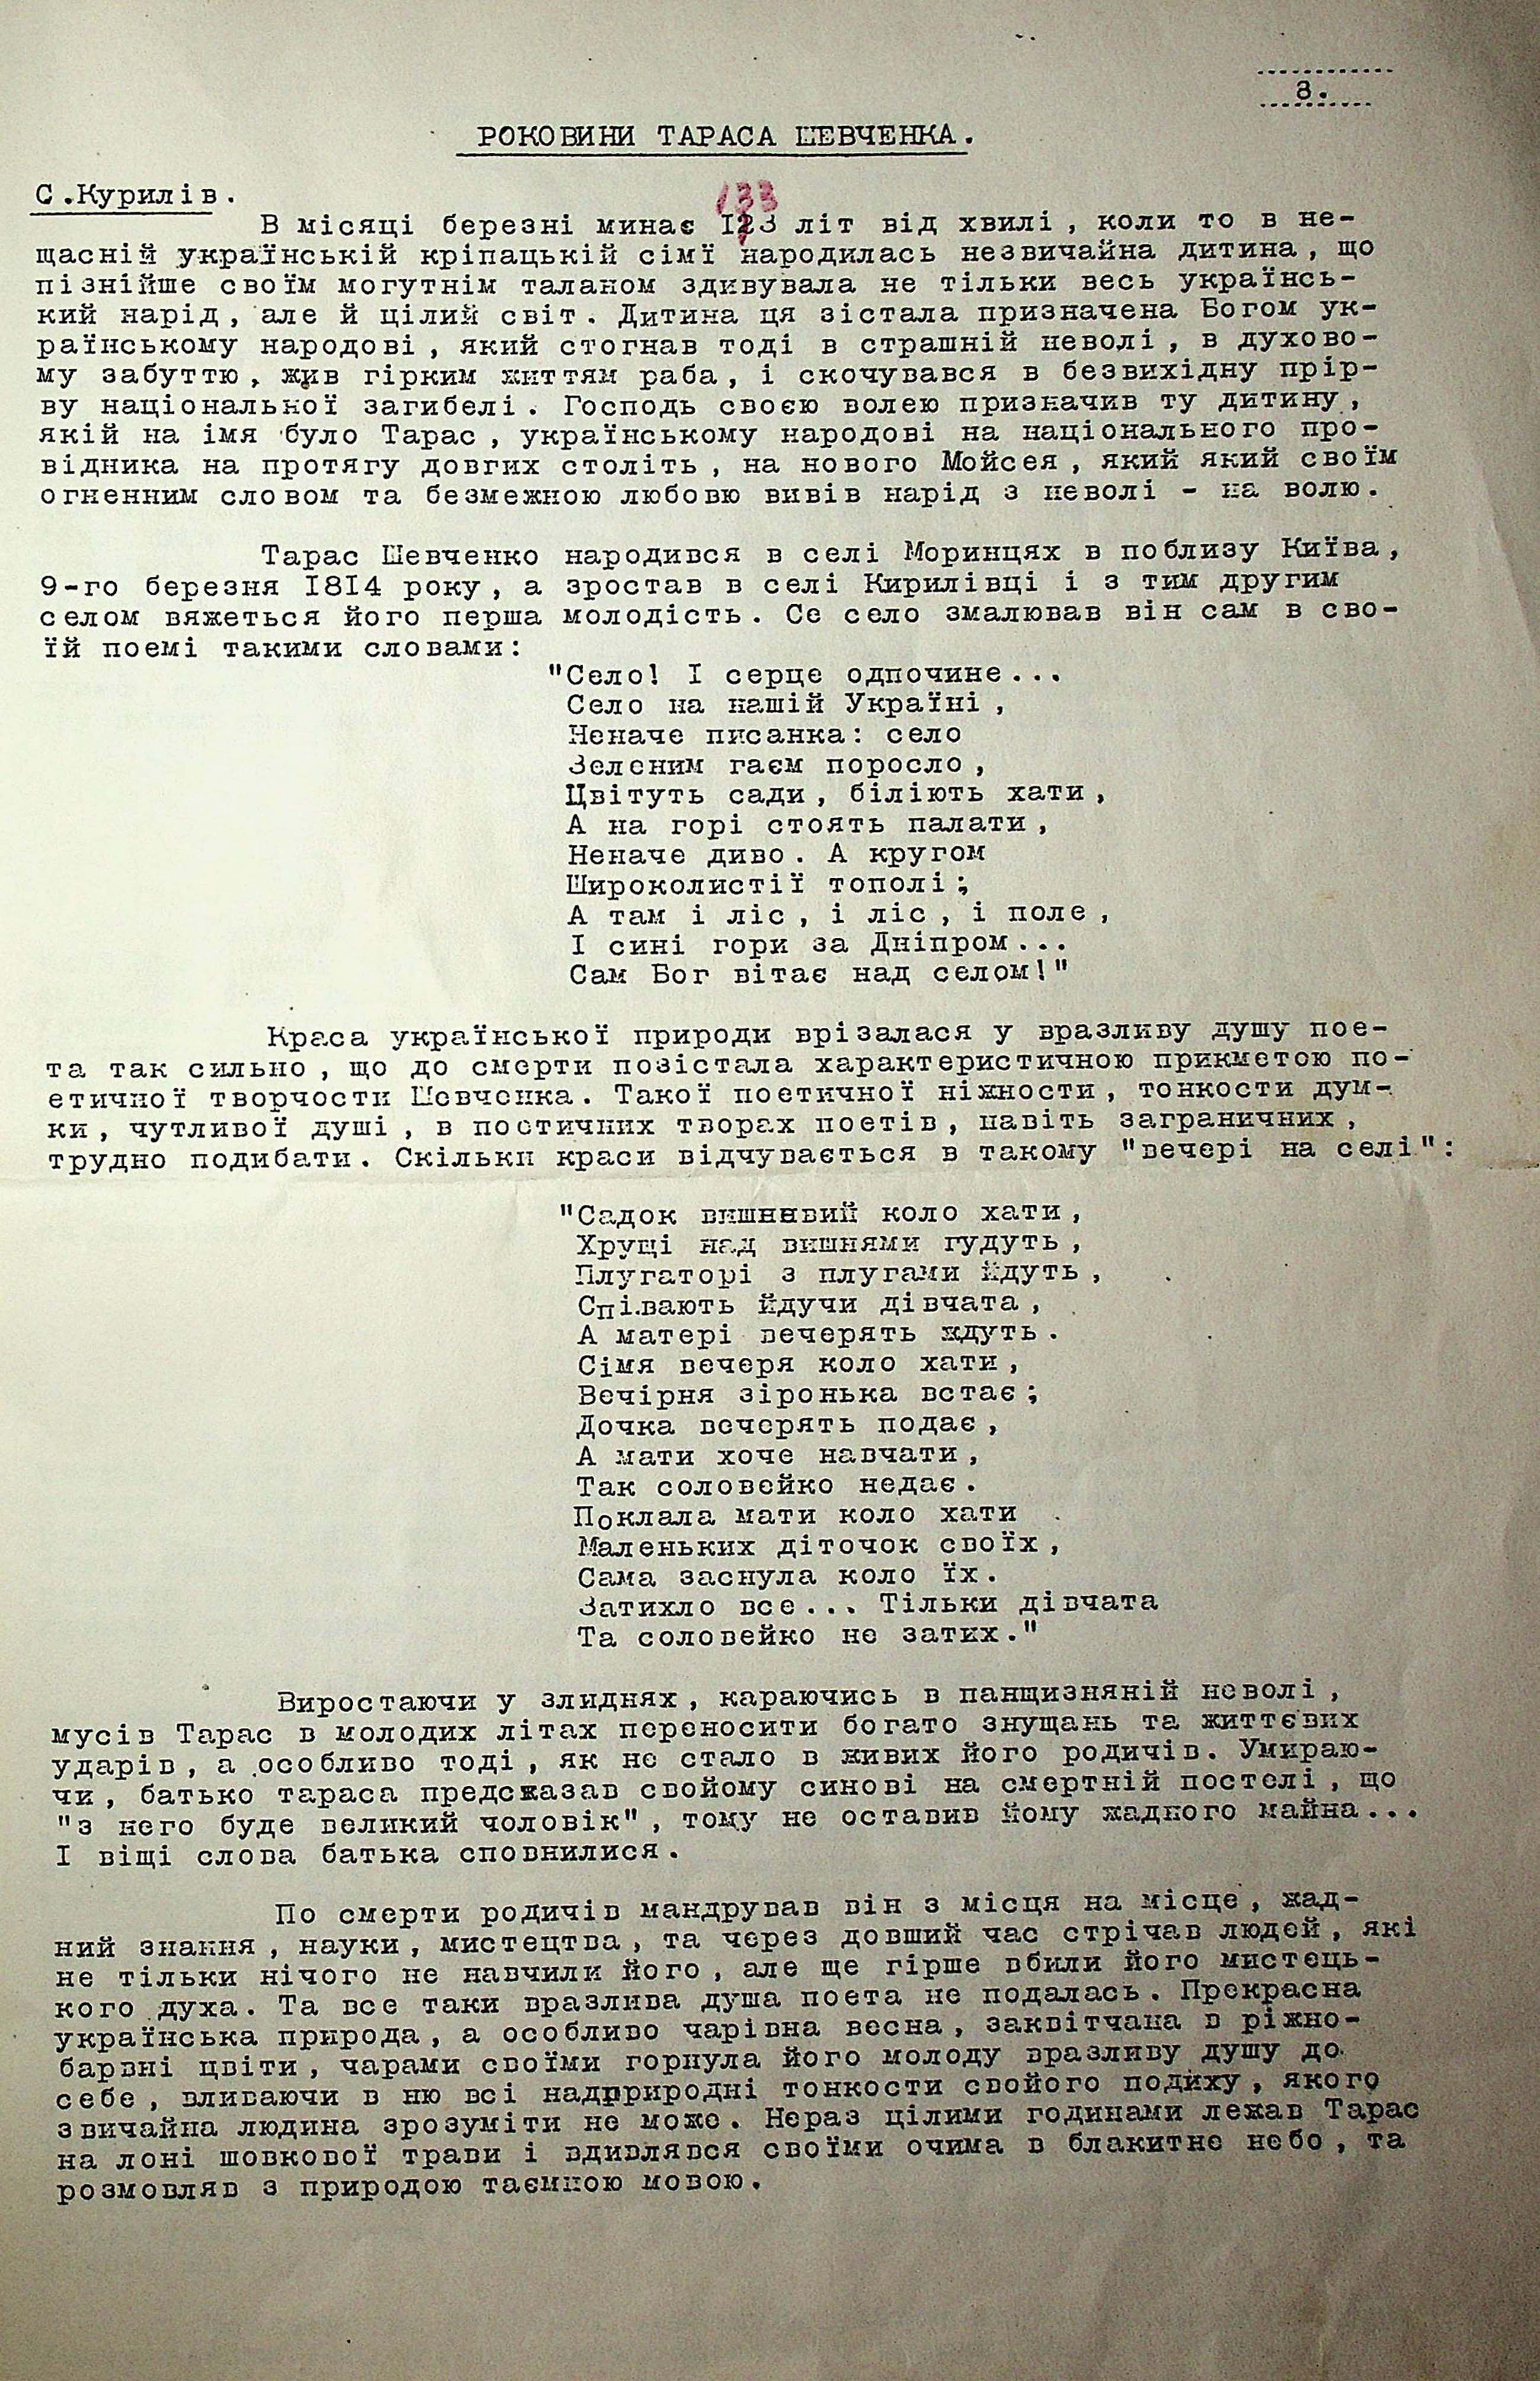 3.
РОКОВИНИ ТАРАСА ШЕВЧЕНКА.
С.Курилів.
133
В місяці березні минає 123 літ від хвилі, коли то в не-
щасній українській кріпацькій сімї народилась незвичайна дитина, що
пізнійше своїм могутнім таланом здивувала не тільки весь українсь-
кий нарід, але й цілий світ. Дитина ця зістала призначена Богом ук-
раїнському народові, який стогнав тоді в страшній неволі, в духово-
му забуттю, жив гірким життям раба, і скочувався в безвихідну прір-
ву національної загибелі. Господь своєю волею призначив ту дитину,
якій на імя було Тарас, українському народові на національного про-
відника на протягу довгих століть, на нового Мойсея, який який своїм
огненним словом та безмежною любовю вивів нарід з неволі - на волю.
Тарас Шевченко народився в селі Моринцях в поблизу Київа,
9-го березня 1814 року, а зростав в селі Кирилівці і з тим другим
селом вяжеться його перша молодість. Се село змалював він сам в сво-
їй поемі такими словами:
"Село! І серце одпочине...
Село на нашій Україні,
Неначе писанка: село
Зеленим гаєм поросло,
Цвітуть сади, біліють хати,
А на горі стоять палати,
Неначе диво. А кругом
Широколистії тополі;
А там і ліс, і ліс, і поле,
І сині гори за Дніпром...
Сам Бог вітає над селом!"
Краса української природи врізалася у вразливу душу пое-
та так сильно, що до смерти позістала характеристичною прикметою по-
етичної творчости Шевченка. Такої поетичної ніжности, тонкости дум-
ки, чутливої душі, в поетичних творах поетів, навіть заграничних,
трудно подибати. Скільки краси відчувається в такому "вечері на селі":
"Садок вишневий коло хати,
Хрущі над вишнями гудуть,
Плугаторі з плугами йдуть,
Співають йдучи дівчата,
А матері вечерять ждуть.
Сімя вечеря коло хати,
Вечірня зіронька встає;
Дочка вечерять подає,
А мати хоче навчати,
Так соловейко недає.
Поклала мати коло хати
Маленьких діточок своїх,
Сама заснула коло їх.
Затихло все... Тільки дівчата
Та соловейко не затих."
Виростаючи у злиднях, караючись в панщизняній неволі,
мусів Тарас в молодих літах переносити богато знущань та життєвих
ударів, а особливо тоді, як не стало в живих його родичів. Умираю-
чи, батько тараса предсказав свойому синові на смертній постелі, що
"з него буде великий чоловік", тому не оставив йому жадного майна...
І віщі слова батька сповнилися.
По смерти родичів мандрував він з місця на місце, жад-
ний знання, науки, мистецтва, та через довший час стрічав людей, які
не тільки нічого не навчили його, але ще гірше вбили його мистець-
кого духа. Та все таки вразлива душа поета не подалась. Прекрасна
українська природа, а особливо чарівна весна, заквітчана в ріжно-
барвні цвіти, чарами своїми горнула його молоду вразливу душу до
себе, вливаючи в ню всі надприродні тонкости свойого подиху, якого
звичайна людина зрозуміти не може. Нераз цілими годинами лежав Тарас
на лоні шовкової трави і вдивлявся своїми очима в блакитне небо, та
розмовляв з природою таємною мовою.